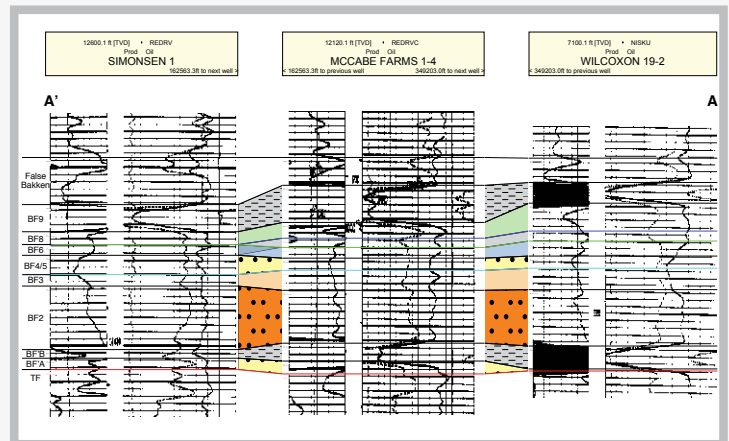 12600.1 ft [TVD] • REDRV
Prod Oil
SIMONSEN 1
162563.3ft to next well >
12120.1 ft [TVD] • REDRVC
Prod Oil
MCCABE FARMS 1-4
< 162563.3ft to previous well 349203.0ft to next well >
7100.1 ft [TVD] • NISKU
Prod Oil
WILCOXON 19-2
< 349203.0ft to previous well
A' A
False
Bakken
BF9
BF8
BF6
BF4/5
BF3
BF2
BF'B
BF'A
TF